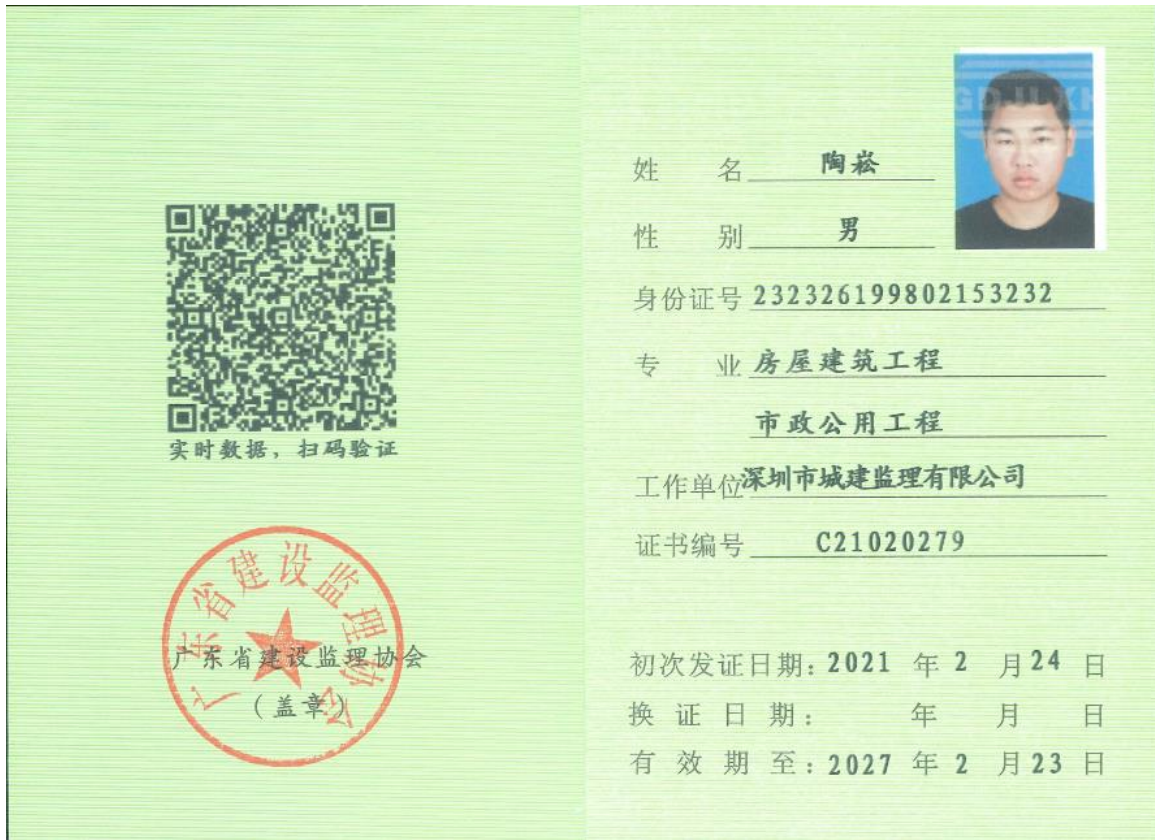 实时数据，扫码验证
广东省建设监理协会
广东省建设监理协会
（盖章）
GDJLXH
姓 名 陶崧
性 别 男
身份证号 232326199802153232
专 业 房屋建筑工程
市政公用工程
工作单位 深圳市城建监理有限公司
证书编号 C21020279
初次发证日期：2021 年 2 月 24 日
换 证 日 期： 年 月 日
有 效 期 至：2027 年 2 月 23 日